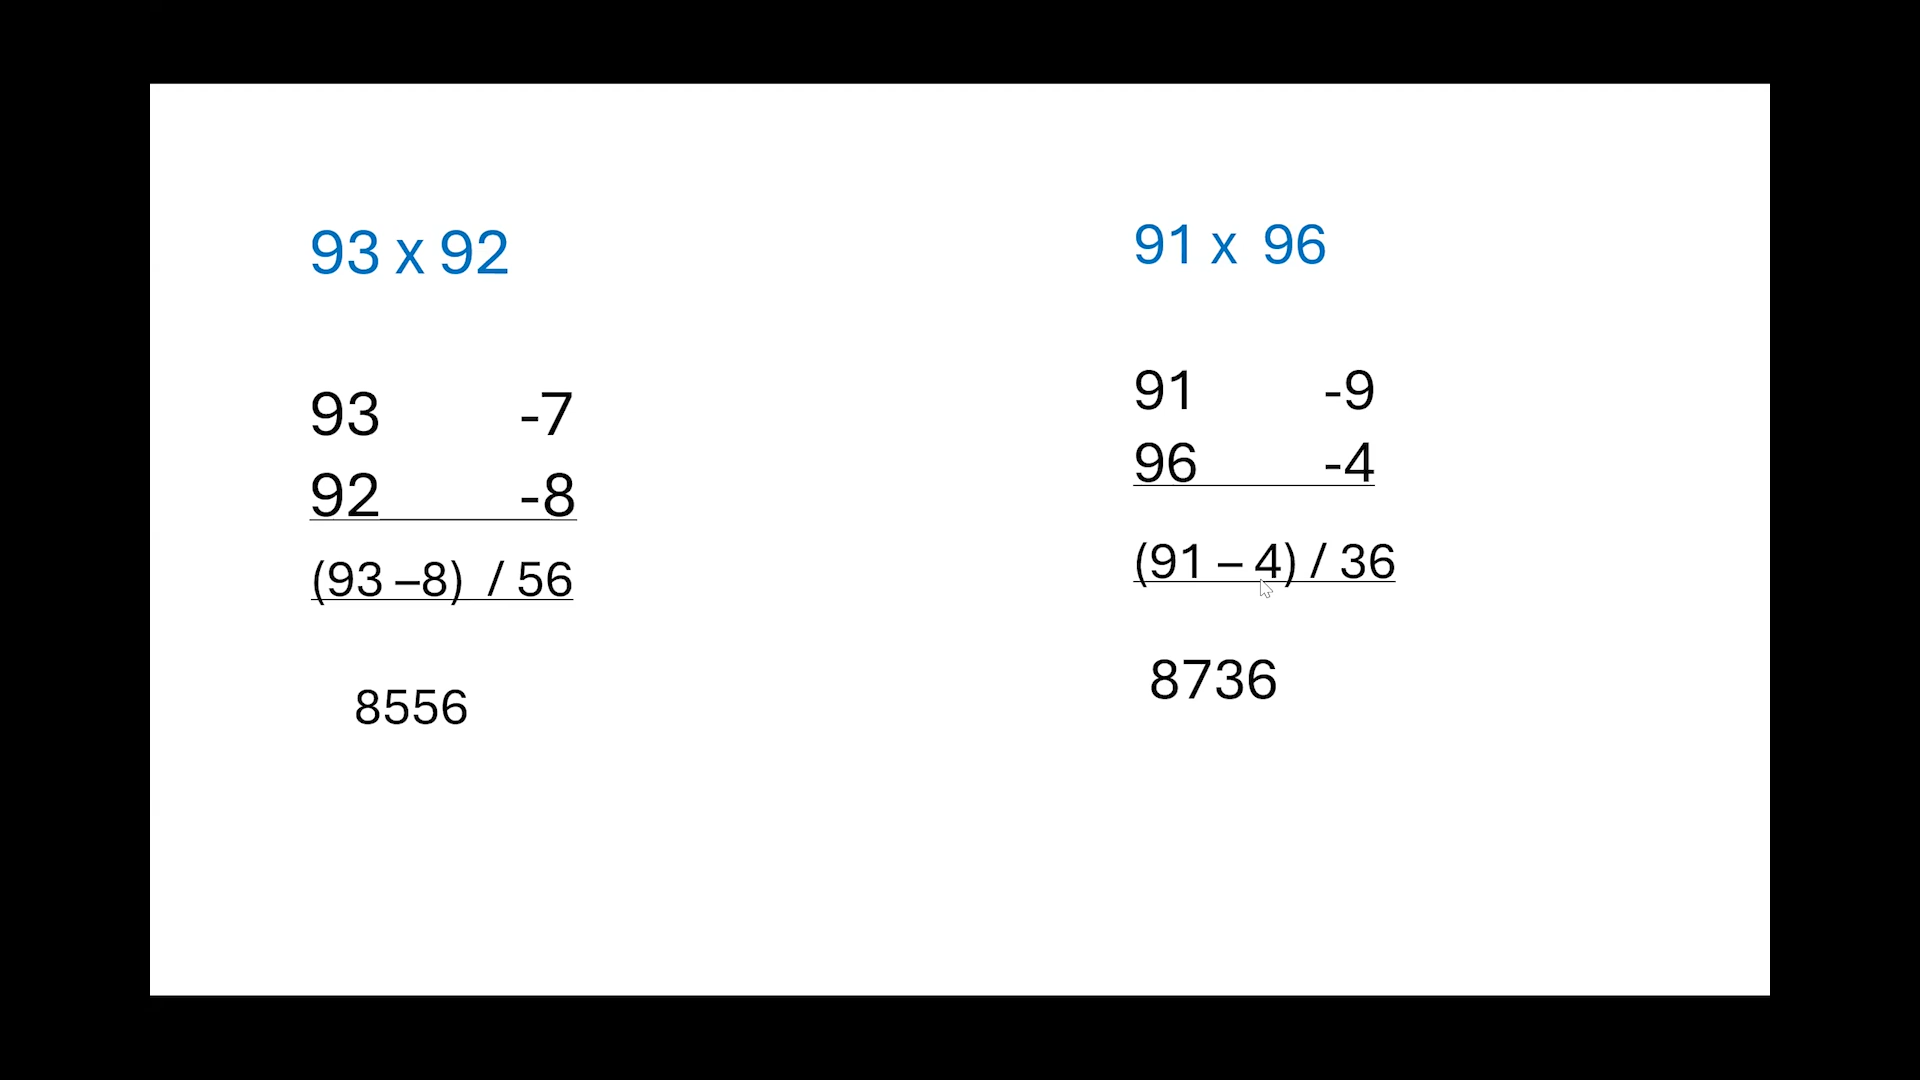 93 x 92
93 -7
92 -8
(93 –8) / 56
8556
91 x 96
91 -9
96 -4
(91 – 4) / 36
8736